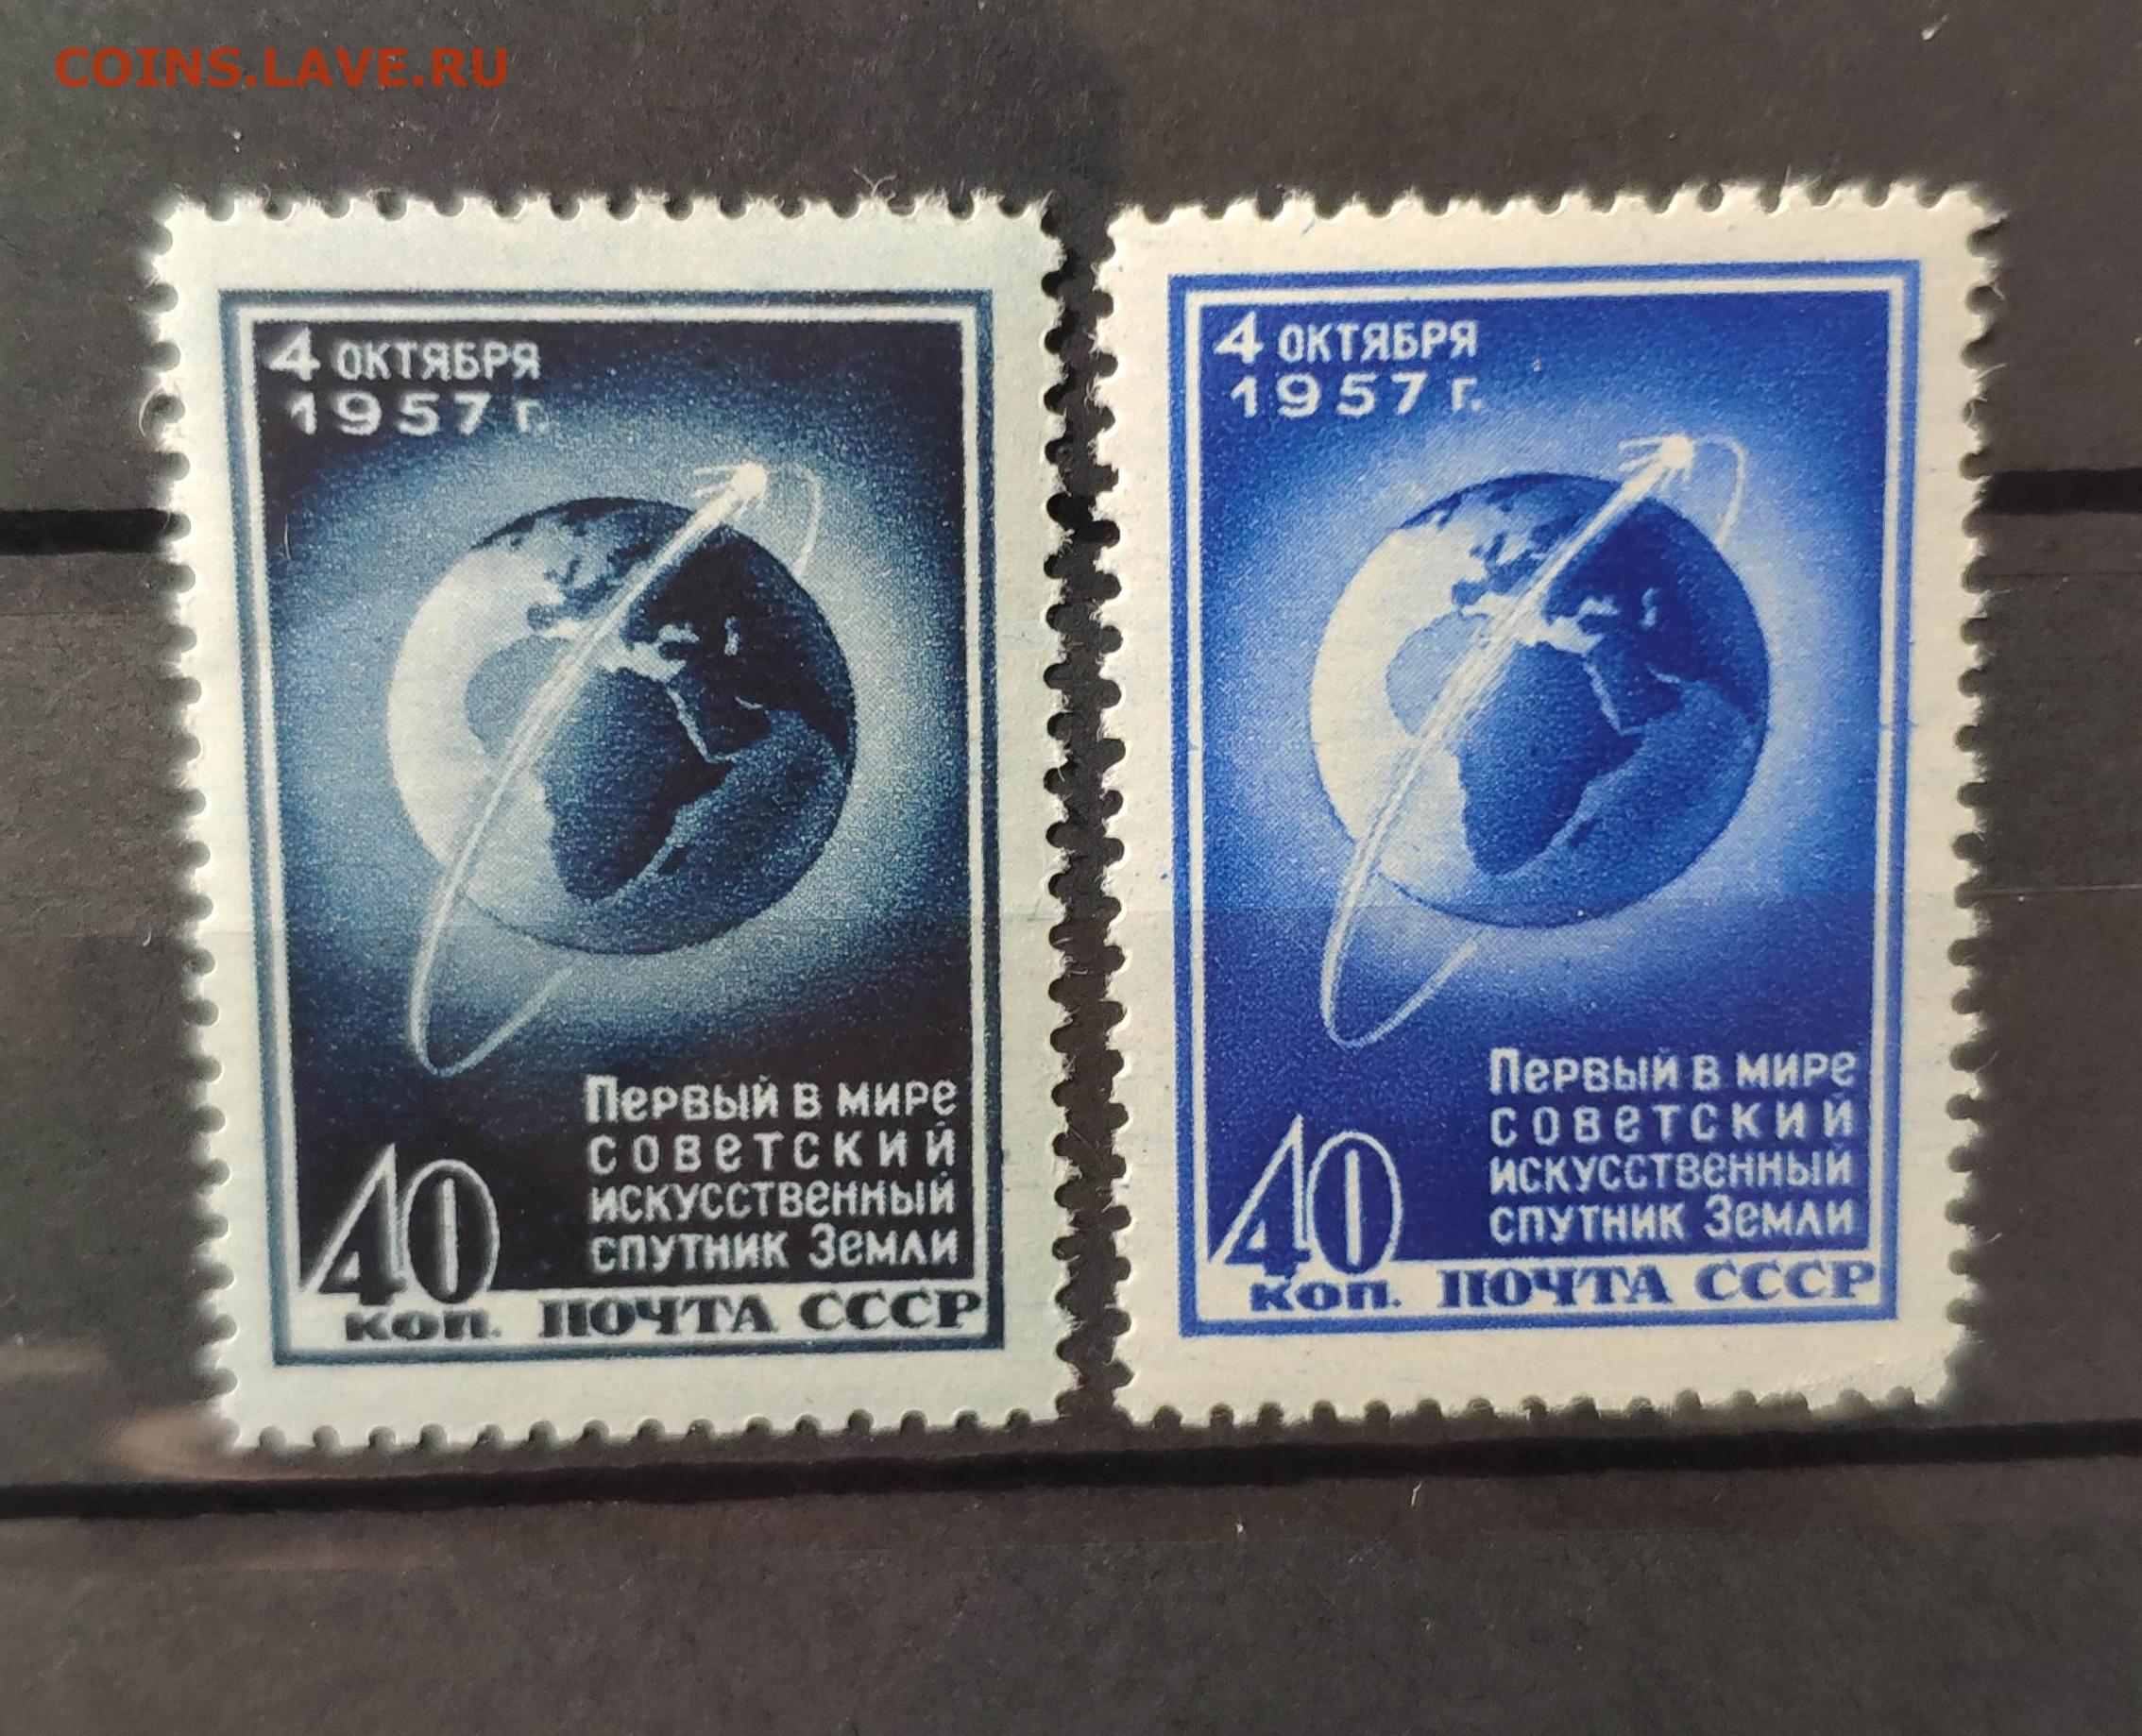 COINS.LAVE.RU
4 ОКТЯБРЯ
1957 г.
Первый в мире
советский
искусственный
спутник Земли
40
КОП. ПОЧТА СССР
4 ОКТЯБРЯ
1957 г.
Первый в мире
советский
искусственный
спутник Земли
40
КОП. ПОЧТА СССР